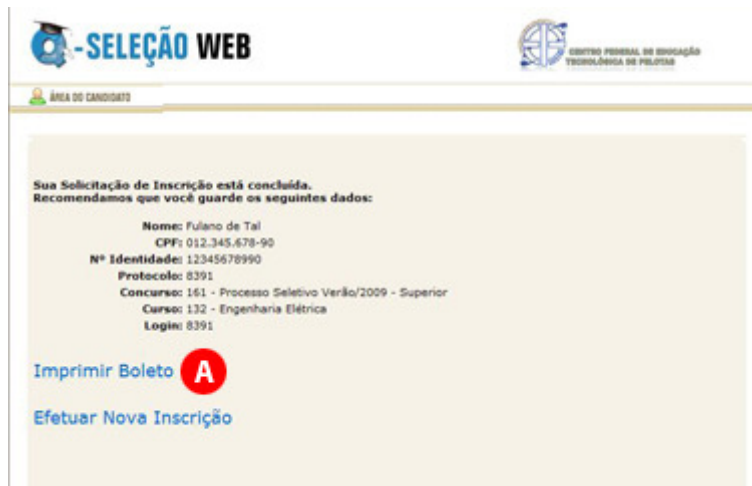 Q-SELEÇÃO WEB
CENTRO FEDERAL DE EDUCAÇÃO
TECNOLÓGICA DE PELOTAS
ÁREA DO CANDIDATO
Sua Solicitação de Inscrição está concluída.
Recomendamos que você guarde os seguintes dados:
Nome: Fulano de Tal
CPF: 012.345.678-90
Nº Identidade: 12345678990
Protocolo: 8391
Concurso: 161 - Processo Seletivo Verão/2009 - Superior
Curso: 132 - Engenharia Elétrica
Login: 8391
Imprimir Boleto A
Efetuar Nova Inscrição